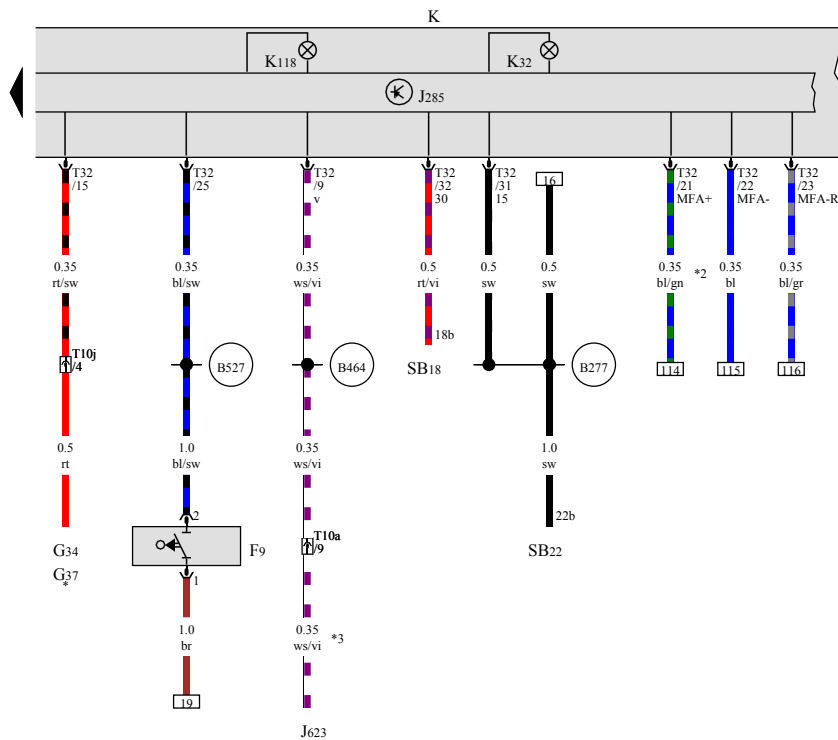 K
K118
K32
J285
T32
/15
T32
/25
T32
/9
v
T32
/32
30
T32
/31
15
16
T32
/21
MFA+
T32
/22
MFA-
T32
/23
MFA-R
0.35
rt/sw
0.35
bl/sw
0.35
ws/vi
0.5
rt/vi
0.5
sw
0.5
sw
0.35
bl/gn
*2
0.35
bl
0.35
bl/gr
T10j
/4
B527
B464
18b
SB18
B277
114
115
116
0.5
rt
1.0
bl/sw
0.35
ws/vi
1.0
sw
2
22b
G34
G37
*
F9
T10a
/9
SB22
1
1.0
br
0.35
ws/vi
*3
19
J623